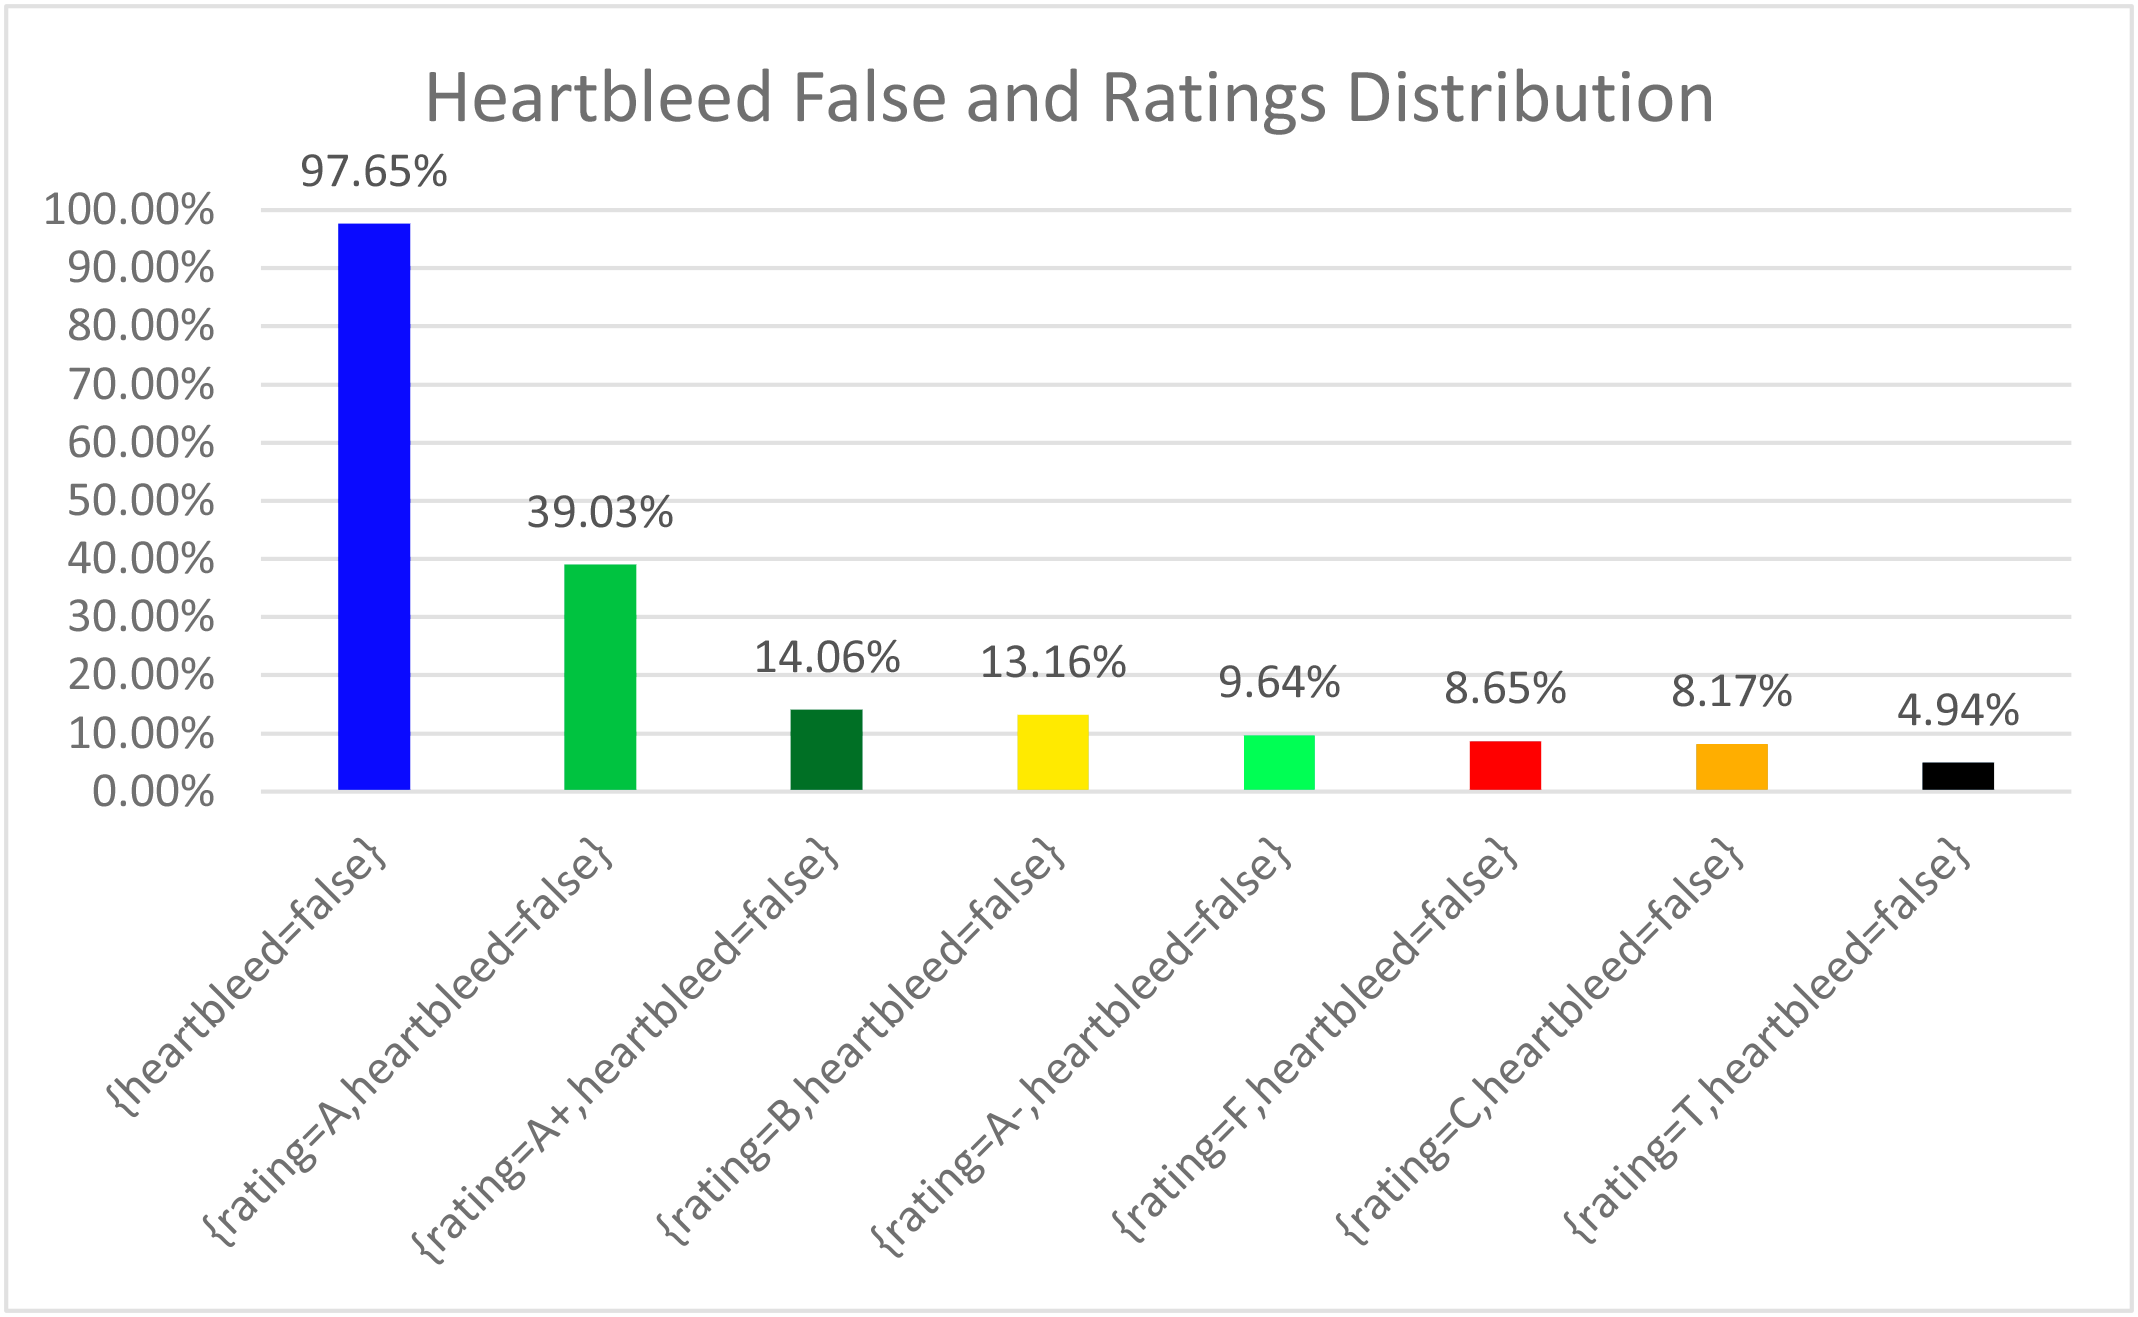 Heartbleed False and Ratings Distribution
97.65%
100.00%
90.00%
80.00%
70.00%
60.00%
50.00%
39.03%
40.00%
30.00%
14.06%
13.16%
20.00%
9.64%
8.65%
8.17%
4.94%
10.00%
0.00%
{heartbleed=false}
{rating=A,heartbleed=false}
{rating=A+,heartbleed=false}
{rating=B,heartbleed=false}
{rating=A-,heartbleed=false}
{rating=F,heartbleed=false}
{rating=C,heartbleed=false}
{rating=T,heartbleed=false}